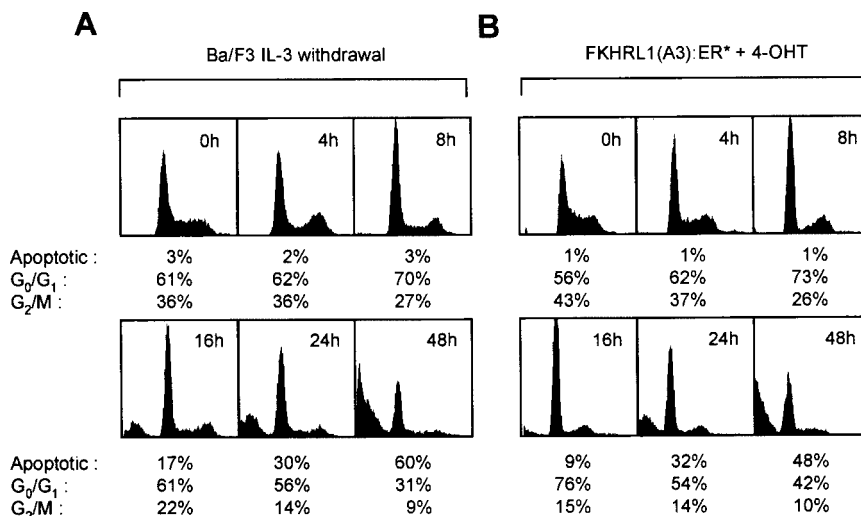 A
B
Ba/F3 IL-3 withdrawal
FKHRL1(A3):ER* + 4-OHT
0h 4h 8h 0h 4h 8h
Apoptotic : 3% 2% 3% 1% 1% 1%
G0/G1 : 61% 62% 70% 56% 62% 73%
G2/M : 36% 36% 27% 43% 37% 26%
16h 24h 48h 16h 24h 48h
Apoptotic : 17% 30% 60% 9% 32% 48%
G0/G1 : 61% 56% 31% 76% 54% 42%
G2/M : 22% 14% 9% 15% 14% 10%